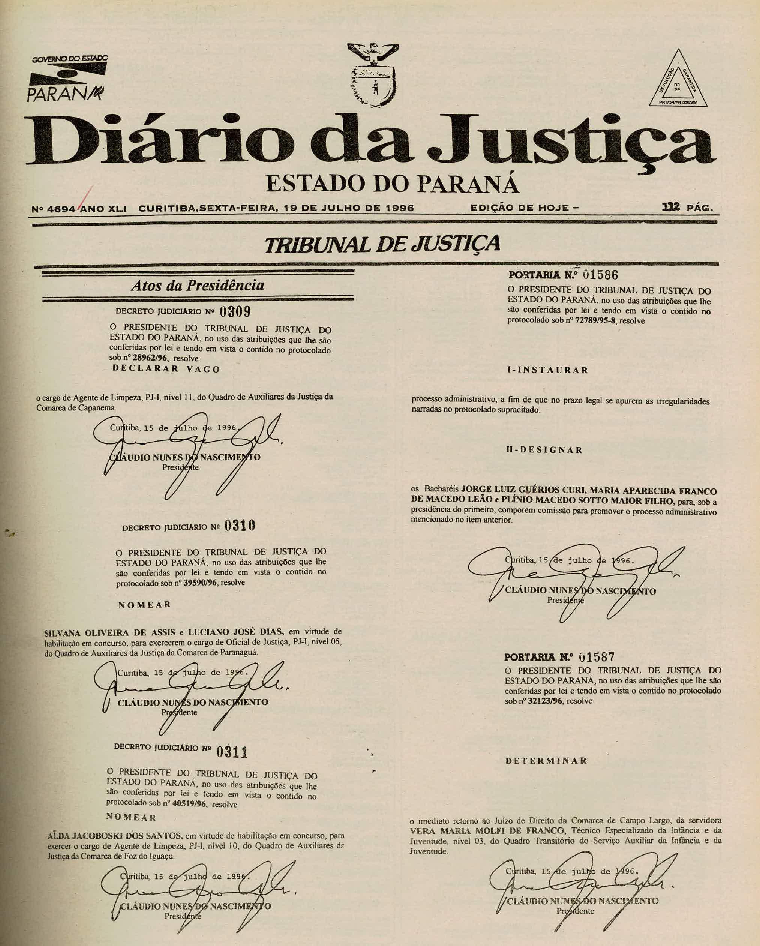 GOVERNO DO ESTADO
PARANÁ
Diário da Justiça
ESTADO DO PARANÁ
Nº 4694 ANO XLI CURITIBA, SEXTA-FEIRA, 19 DE JULHO DE 1996 EDIÇÃO DE HOJE - 112 PÁG.
TRIBUNAL DE JUSTIÇA
Atos da Presidência
DECRETO JUDICIÁRIO Nº 0309
O PRESIDENTE DO TRIBUNAL DE JUSTIÇA DO
ESTADO DO PARANÁ, no uso das atribuições que lhe são
conferidas por lei e tendo em vista o contido no protocolado
sob nº 28962/96, resolve
DECLARAR VAGO
o cargo de Agente de Limpeza, PJ-I, nível 11, do Quadro de Auxiliares da Justiça da
Comarca de Capanema.
Curitiba, 15 de julho de 1996.
CLÁUDIO NUNES DO NASCIMENTO
Presidente
DECRETO JUDICIÁRIO Nº 0310
O PRESIDENTE DO TRIBUNAL DE JUSTIÇA DO
ESTADO DO PARANÁ, no uso das atribuições que lhe
são conferidas por lei e tendo em vista o contido no
protocolado sob nº 39590/96, resolve
NOMEAR
SILVANA OLIVEIRA DE ASSIS e LUCIANO JOSÉ DIAS, em virtude de
habilitação em concurso, para exercerem o cargo de Oficial de Justiça, PJ-I, nível 05,
do Quadro de Auxiliares da Justiça da Comarca de Paranaguá.
Curitiba, 15 de julho de 1996.
CLÁUDIO NUNES DO NASCIMENTO
Presidente
DECRETO JUDICIÁRIO Nº 0311
O PRESIDENTE DO TRIBUNAL DE JUSTIÇA DO
ESTADO DO PARANÁ, no uso das atribuições que lhe
são conferidas por lei e tendo em vista o contido no
protocolado sob nº 40519/96, resolve
NOMEAR
ALDA JACOBOSKI DOS SANTOS, em virtude de habilitação em concurso, para
exercer o cargo de Agente de Limpeza, PJ-I, nível 10, do Quadro de Auxiliares da
Justiça da Comarca de Foz do Iguaçu.
Curitiba, 15 de julho de 1996.
CLÁUDIO NUNES DO NASCIMENTO
Presidente
PORTARIA N.º 01586
O PRESIDENTE DO TRIBUNAL DE JUSTIÇA DO
ESTADO DO PARANÁ, no uso das atribuições que lhe
são conferidas por lei e tendo em vista o contido no
protocolado sob nº 72789/95-8, resolve
I-INSTAURAR
processo administrativo, a fim de que no prazo legal se apurem as irregularidades
narradas no protocolo supracitado.
II-DESIGNAR
os Bacharéis JORGE LUIZ GUÉRIOS CURI, MARIA APARECIDA FRANCO
DE MACEDO LEÃO e PLÍNIO MACEDO SOTTO MAIOR FILHO, para, sob a
presidência do primeiro, comporem comissão para promover o processo administrativo
mencionado no item anterior.
Curitiba, 15 de julho de 1996.
CLÁUDIO NUNES DO NASCIMENTO
Presidente
PORTARIA N.º 01587
O PRESIDENTE DO TRIBUNAL DE JUSTIÇA DO
ESTADO DO PARANÁ, no uso das atribuições que lhe são
conferidas por lei e tendo em vista o contido no protocolado
sob nº 32123/96, resolve
DETERMINAR
o imediato retorno ao Juízo de Direito da Comarca de Campo Largo, da servidora
VERA MARIA MOLFI DE FRANCO, Técnico Especializado da Infância e da
Juventude, nível 03, do Quadro Transitório do Serviço Auxiliar da Infância e da
Juventude.
Curitiba, 15 de julho de 1996.
CLÁUDIO NUNES DO NASCIMENTO
Presidente